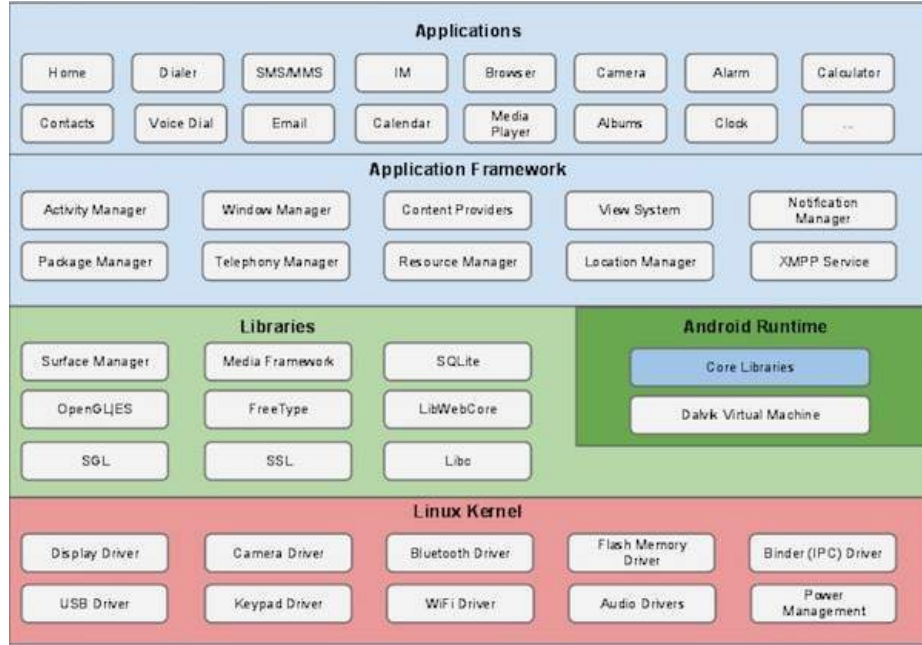 Applications
Home
Dialer
SMS/MMS
IM
Browser
Camera
Alarm
Calculator
Contacts
Voice Dial
Email
Calendar
Media
Player
Albums
Clock
...
Application Framework
Activity Manager
Window Manager
Content Providers
View System
Notification
Manager
Package Manager
Telephony Manager
Resource Manager
Location Manager
XMPP Service
Libraries
Surface Manager
Media Framework
SQLite
OpenGL|ES
FreeType
LibWebCore
SGL
SSL
Libc
Android Runtime
Core Libraries
Dalvik Virtual Machine
Linux Kernel
Display Driver
Camera Driver
Bluetooth Driver
Flash Memory
Driver
Binder (IPC) Driver
USB Driver
Keypad Driver
WiFi Driver
Audio Drivers
Power
Management